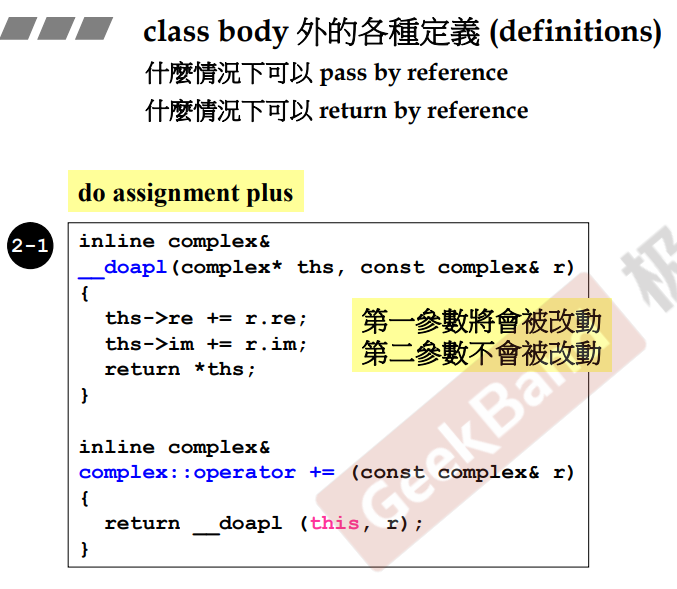 class body 外的各種定義 (definitions)
什麼情況下可以 pass by reference
什麼情況下可以 return by reference
do assignment plus
2-1
inline complex&
__doapl(complex* ths, const complex& r)
{
ths->re += r.re;
ths->im += r.im;
return *ths;
}
第一參數將會被改動
第二參數不會被改動
inline complex&
complex::operator += (const complex& r)
{
return __doapl (this, r);
}
GeekBand
极